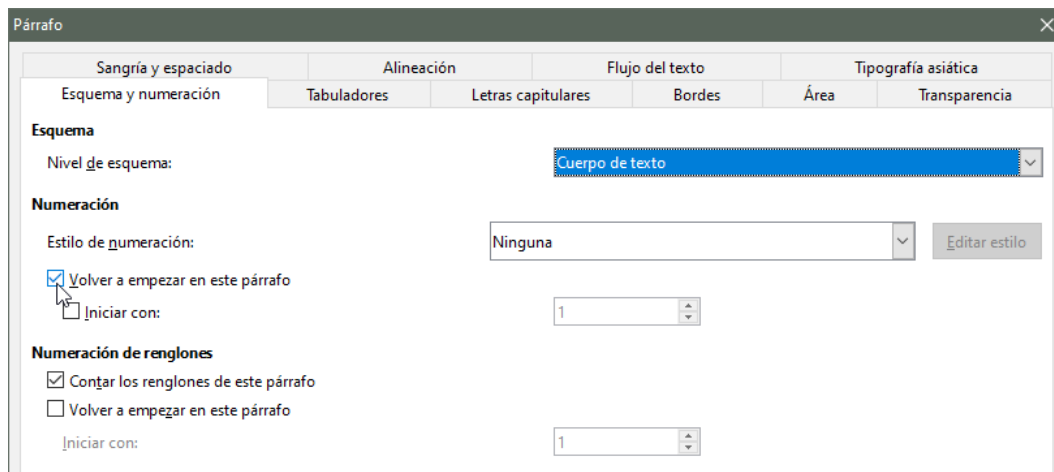 Párrafo
Sangría y espaciado Alineación Flujo del texto Tipografía asiática
Esquema y numeración Tabuladores Letras capitulares Bordes Área Transparencia
Esquema
Nivel de esquema: Cuerpo de texto
Numeración
Estilo de numeración: Ninguna Editar estilo
Volver a empezar en este párrafo
Iniciar con: 1
Numeración de renglones
Contar los renglones de este párrafo
Volver a empezar en este párrafo
Iniciar con: 1